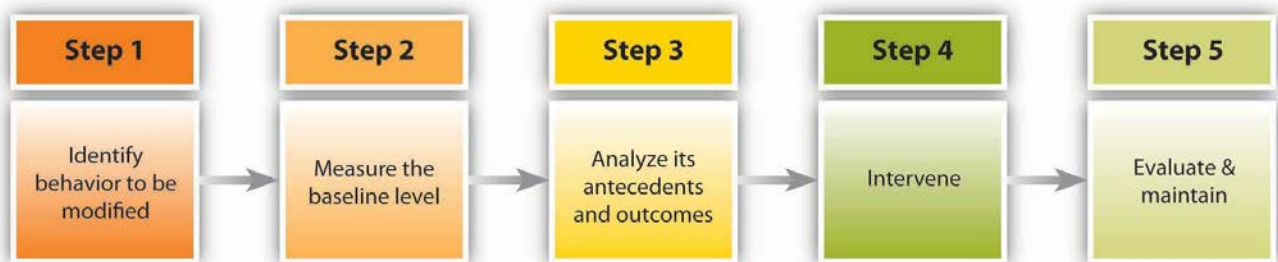 Step 1
Identify
behavior to be
modified
Step 2
Measure the
baseline level
Step 3
Analyze its
antecedents
and outcomes
Step 4
Intervene
Step 5
Evaluate &
maintain